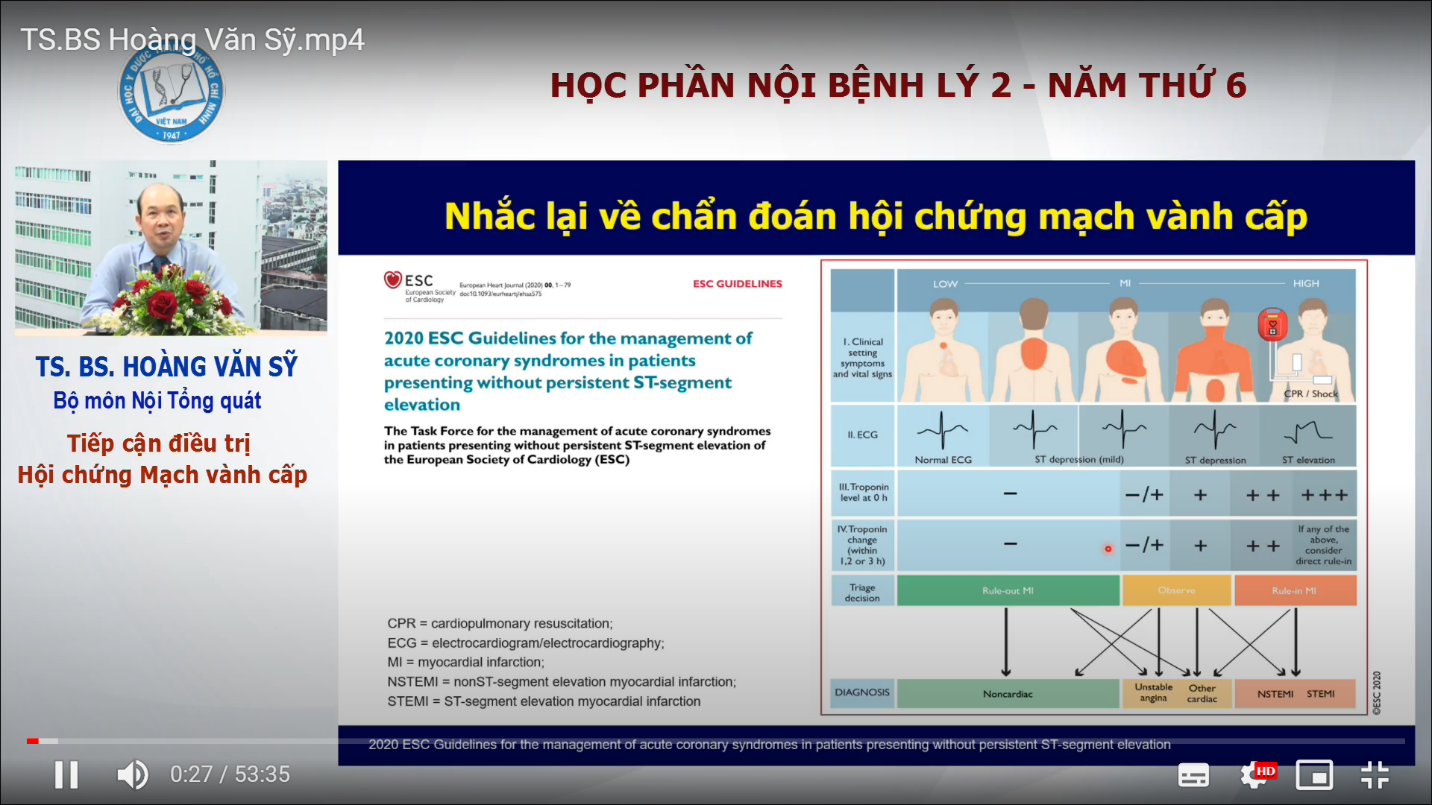 TS.BS Hoàng Văn Sỹ.mp4
ĐẠI HỌC Y DƯỢC THÀNH PHỐ HỒ CHÍ MINH
VIỆT NAM
1947
HỌC PHẦN NỘI BỆNH LÝ 2 - NĂM THỨ 6
TS. BS. HOÀNG VĂN SỸ
Bộ môn Nội Tổng quát
Tiếp cận điều trị
Hội chứng Mạch vành cấp
Nhắc lại về chẩn đoán hội chứng mạch vành cấp
ESC
European Society
of Cardiology
European Heart Journal (2020) 00, 1–79
doi:10.1093/eurheartj/ehaa575
ESC GUIDELINES
2020 ESC Guidelines for the management of
acute coronary syndromes in patients
presenting without persistent ST-segment
elevation
The Task Force for the management of acute coronary syndromes
in patients presenting without persistent ST-segment elevation of
the European Society of Cardiology (ESC)
CPR = cardiopulmonary resuscitation;
ECG = electrocardiogram/electrocardiography;
MI = myocardial infarction;
NSTEMI = nonST-segment elevation myocardial infarction;
STEMI = ST-segment elevation myocardial infarction
LOW MI HIGH
I. Clinical
setting
symptoms
and vital signs
CPR / Shock
II. ECG
Normal ECG ST depression (mild) ST depression ST elevation
III. Troponin
level at 0 h
− −/+ + + + + + +
IV. Troponin
change
(within
1,2 or 3 h)
− −/+ + + +
If any of the
above,
consider
direct rule-in
Triage
decision
Rule-out MI Observe Rule-in MI
DIAGNOSIS
Noncardiac
Unstable
angina
Other
cardiac
NSTEMI STEMI
©ESC 2020
2020 ESC Guidelines for the management of acute coronary syndromes in patients presenting without persistent ST-segment elevation
0:27 / 53:35
HD